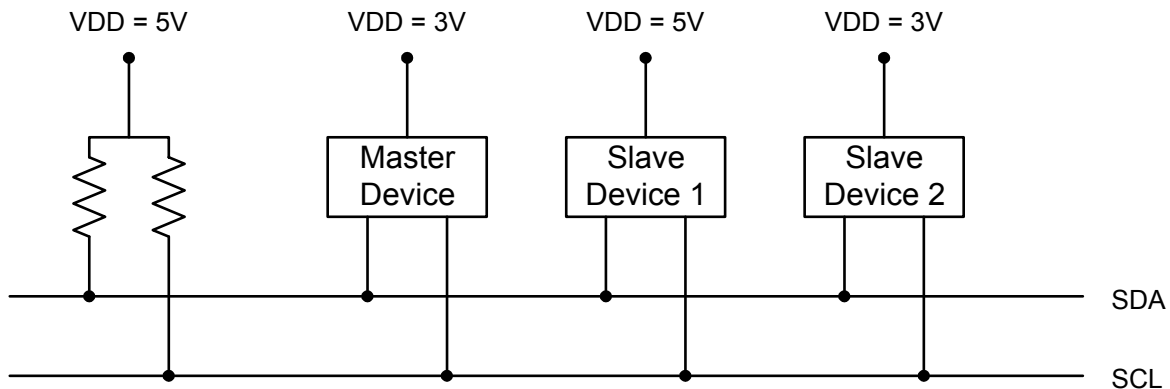 VDD = 5V
VDD = 3V
VDD = 5V
VDD = 3V
Master
Device
Slave
Device 1
Slave
Device 2
SDA
SCL